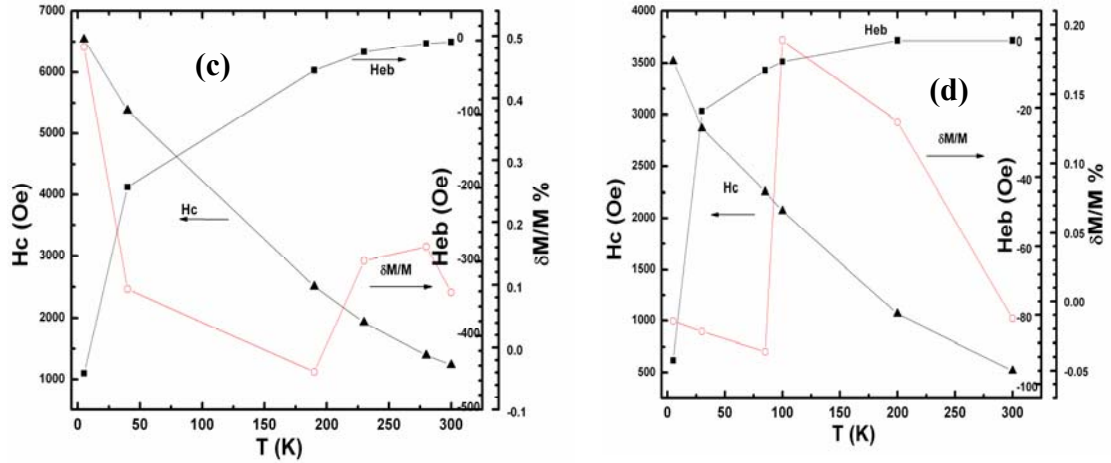 (c)
7000
6000
5000
4000
3000
2000
1000
Hc (Oe)
0
-100
-200
-300
-400
-500
Heb (Oe)
0.5
0.4
0.3
0.2
0.1
0.0
-0.1
δM/M %
Heb
Hc
δM/M
0 50 100 150 200 250 300
T (K)
(d)
4000
3500
3000
2500
2000
1500
1000
500
Hc (Oe)
0
-20
-40
-60
-80
-100
Heb (Oe)
0.20
0.15
0.10
0.05
0.00
-0.05
δM/M %
Heb
δM/M
Hc
0 50 100 150 200 250 300
T (K)